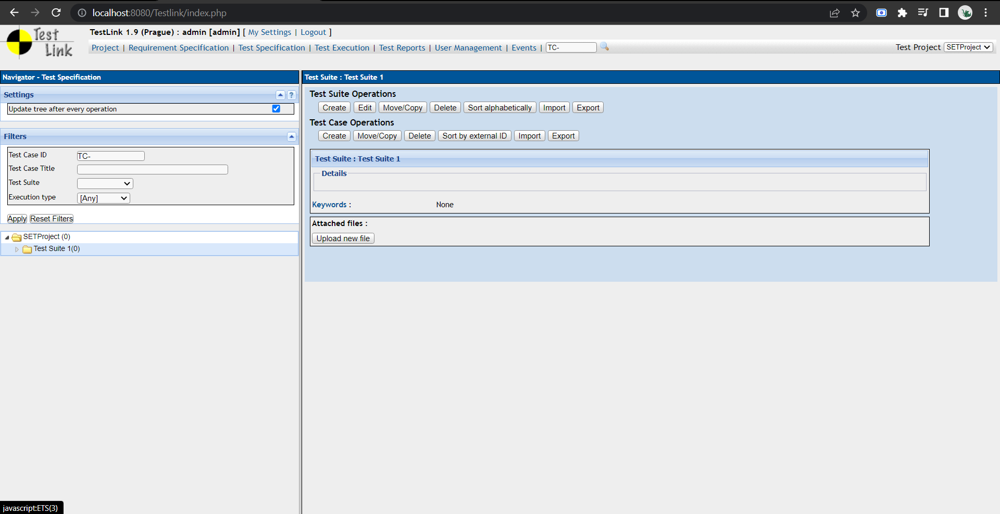 localhost:8080/Testlink/index.php
Test Link
TestLink 1.9 (Prague) : admin [admin] [ My Settings | Logout ]
Project | Requirement Specification | Test Specification | Test Execution | Test Reports | User Management | Events | TC-
Test Project SETProject
Navigator - Test Specification
Settings
?
Update tree after every operation
Filters
Test Case ID TC-
Test Case Title
Test Suite
Execution type [Any]
Apply Reset Filters
SETProject (0)
Test Suite 1(0)
Test Suite : Test Suite 1
Test Suite Operations
Create Edit Move/Copy Delete Sort alphabetically Import Export
Test Case Operations
Create Move/Copy Delete Sort by external ID Import Export
Test Suite : Test Suite 1
Details
Keywords : None
Attached files :
Upload new file
javascript:ETS(3)